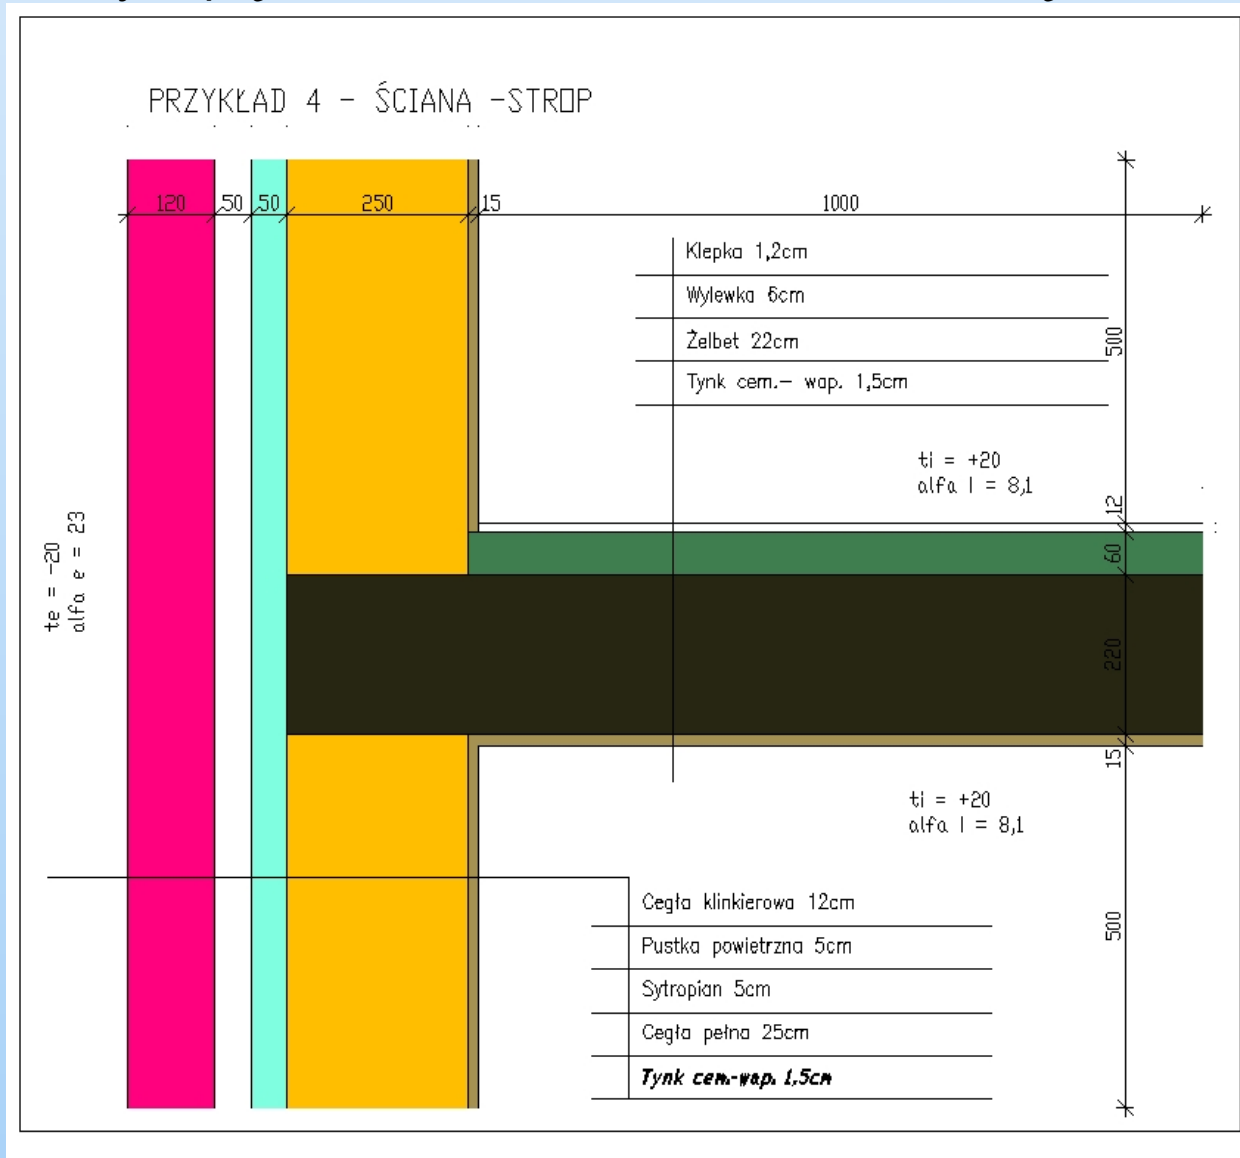 PRZYKŁAD 4 - ŚCIANA -STROP
120 50 50 250 15 1000
Klepka 1,2cm
Wylewka 6cm
Żelbet 22cm
Tynk cem.- wap. 1,5cm
500
ti = +20
alfa I = 8,1
12
te = -20
alfa e = 23
60
220
15
ti = +20
alfa I = 8,1
Cegła klinkierowa 12cm
Pustka powietrzna 5cm
Sytropian 5cm
Cegła pełna 25cm
Tynk cem.-wap. 1,5cm
500